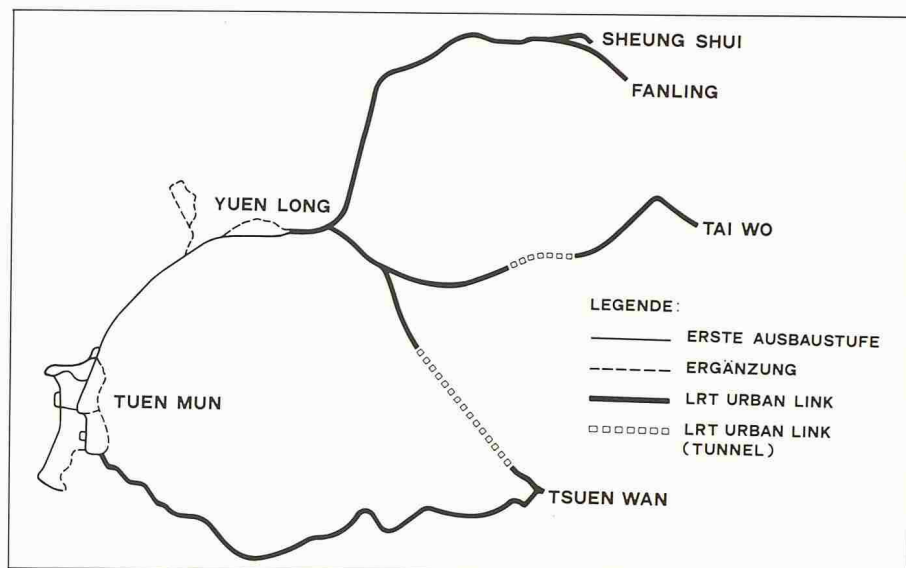 SHEUNG SHUI
FANLING
YUEN LONG
TAI WO
LEGENDE:
ERSTE AUSBAUSTUFE
ERGÄNZUNG
TUEN MUN
LRT URBAN LINK
LRT URBAN LINK
(TUNNEL)
TSUEN WAN